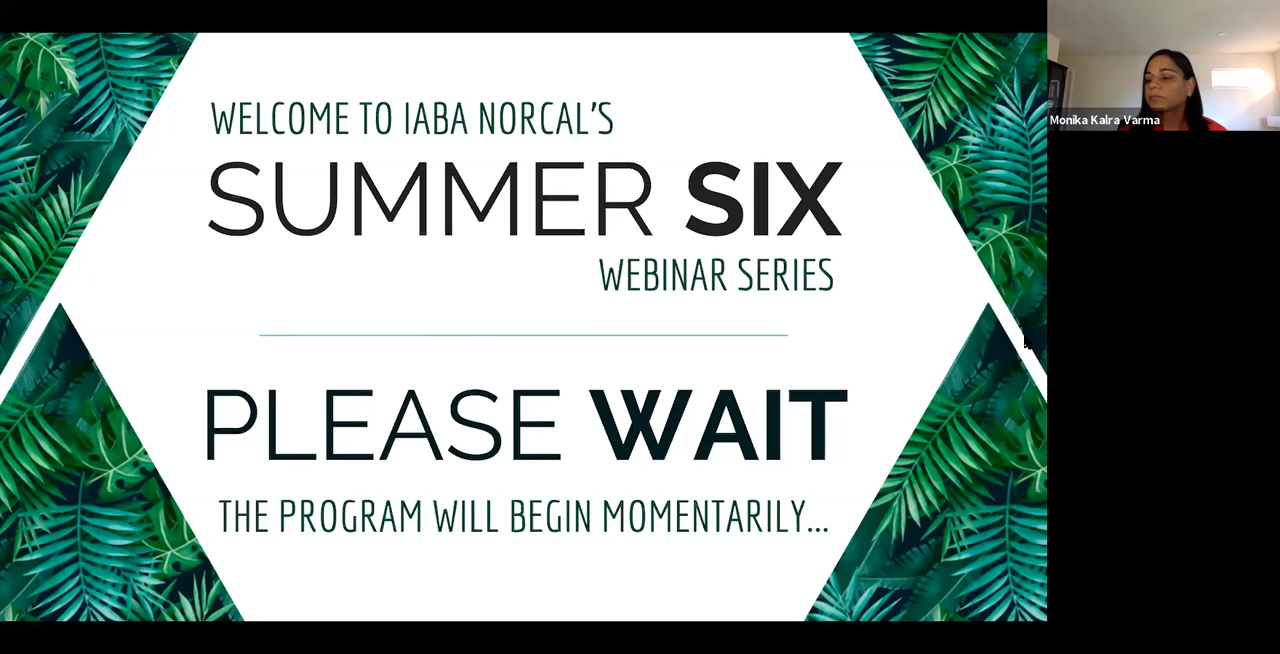 WELCOME TO IABA NORCAL'S
SUMMER SIX
WEBINAR SERIES
PLEASE WAIT
THE PROGRAM WILL BEGIN MOMENTARILY...
Monika Kalra Varma